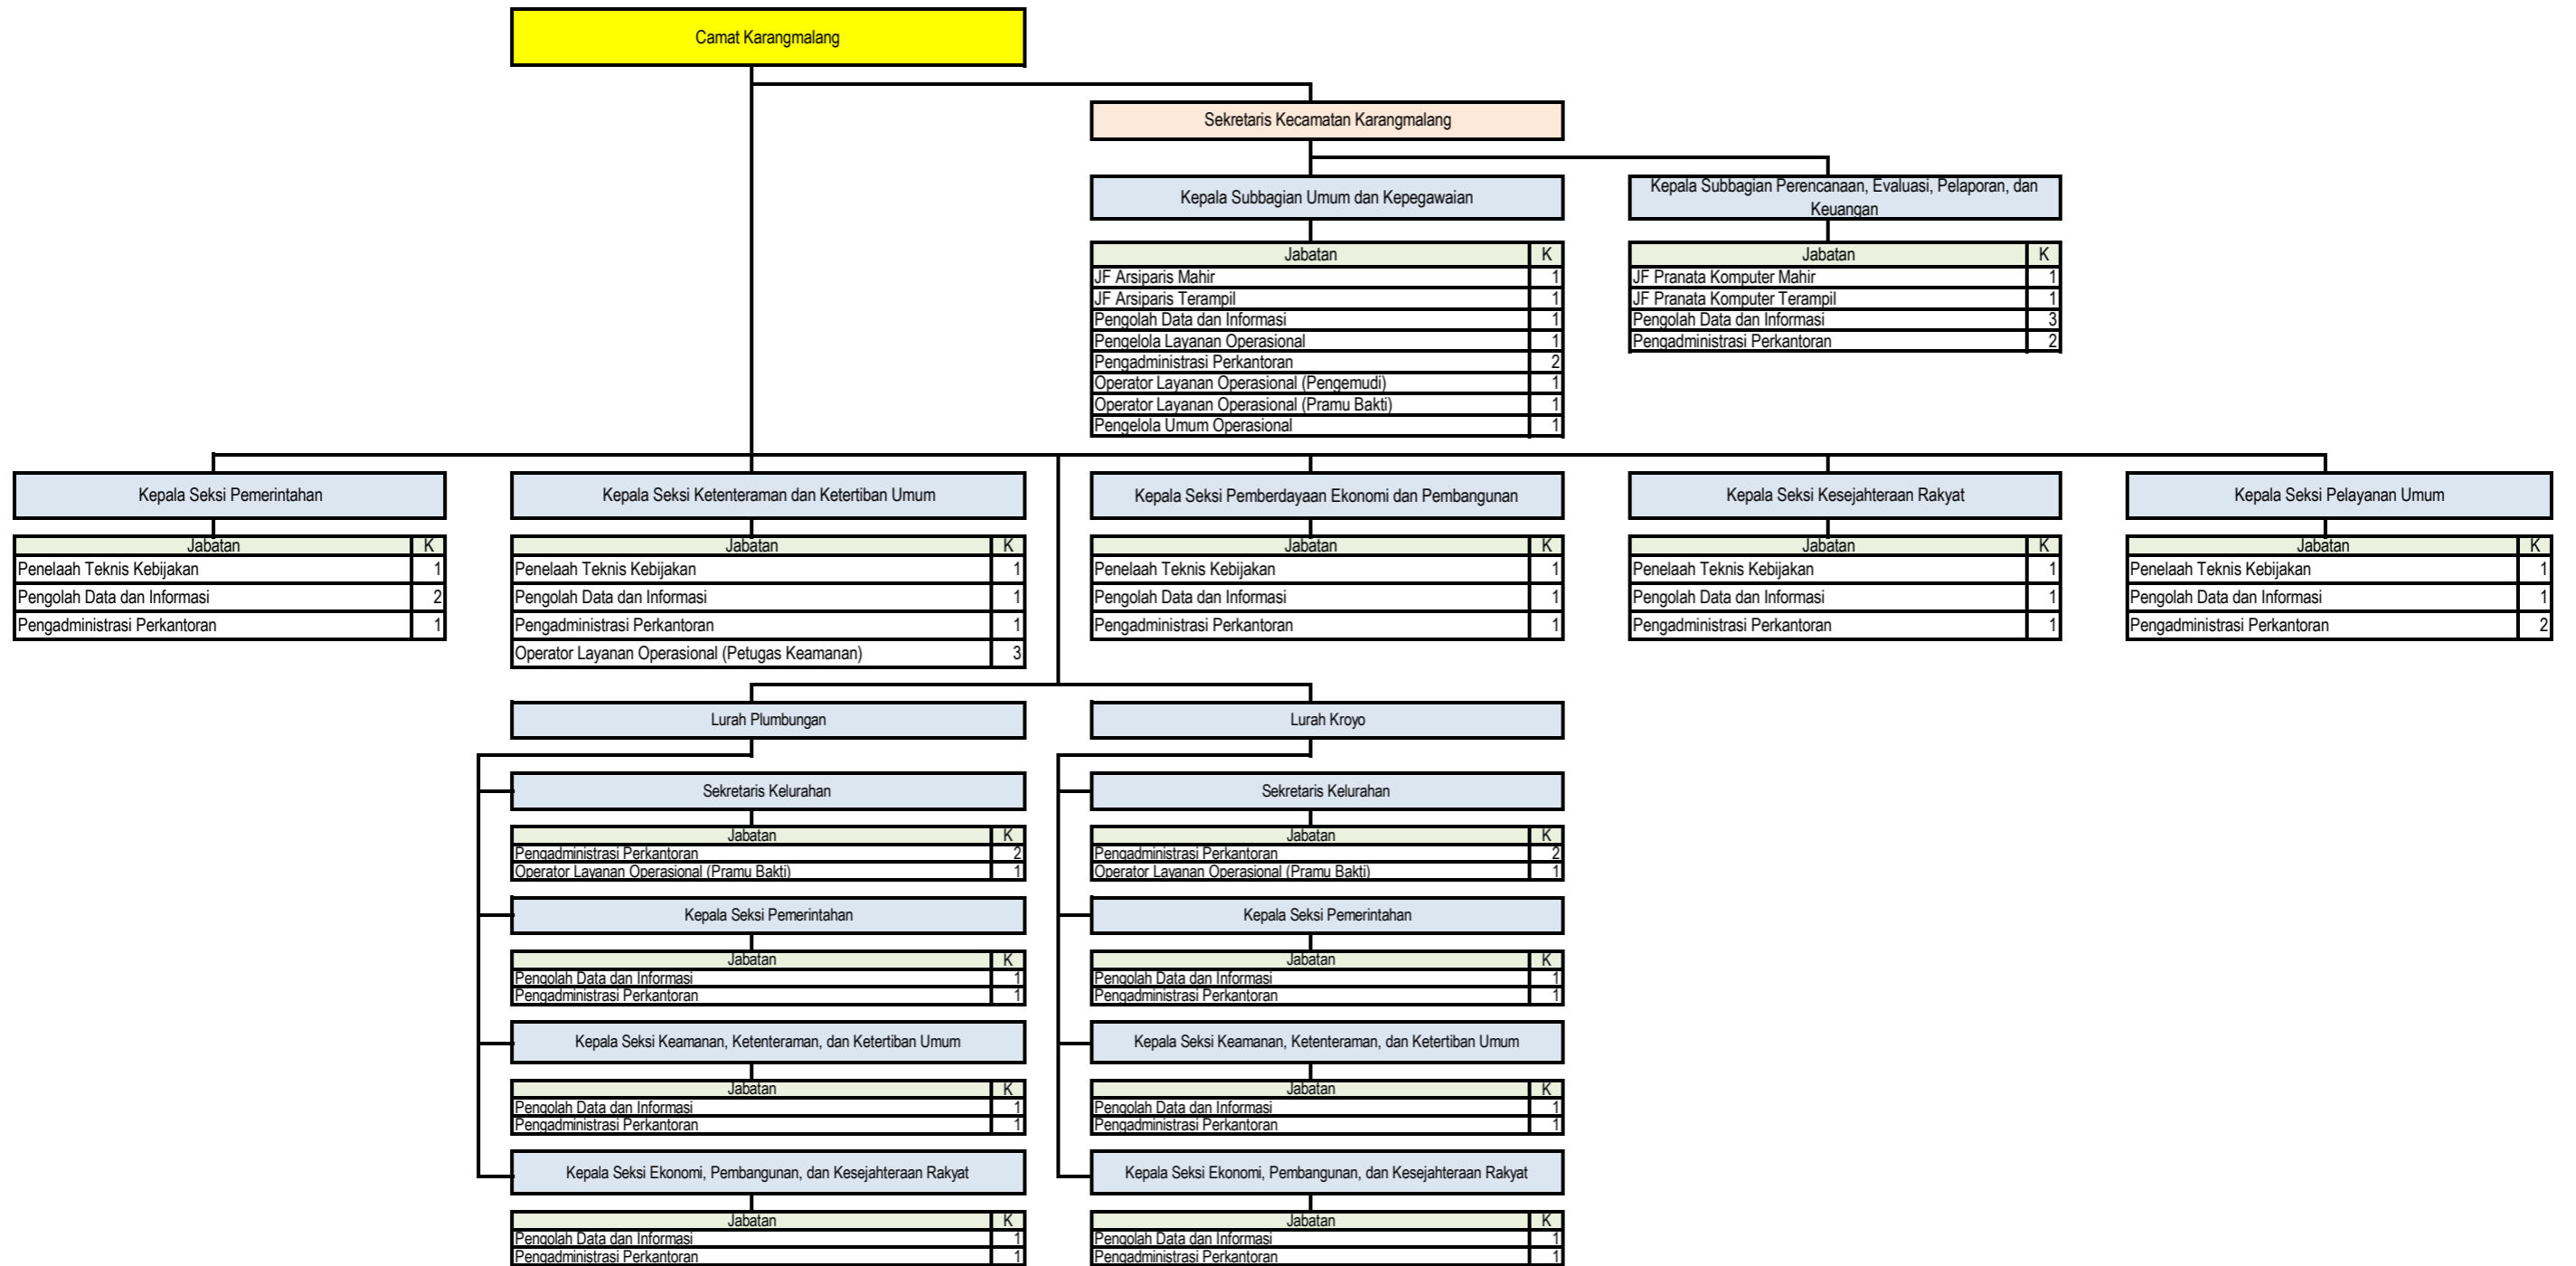 Camat Karangmalang
Sekretaris Kecamatan Karangmalang
Kepala Subbagian Umum dan Kepegawaian
Jabatan K
JF Arsiparis Mahir 1
JF Arsiparis Terampil 1
Pengolah Data dan Informasi 1
Pengelola Layanan Operasional 1
Pengadministrasi Perkantoran 2
Operator Layanan Operasional (Pengemudi) 1
Operator Layanan Operasional (Pramu Bakti) 1
Pengelola Umum Operasional 1
Kepala Subbagian Perencanaan, Evaluasi, Pelaporan, dan
Keuangan
Jabatan K
JF Pranata Komputer Mahir 1
JF Pranata Komputer Terampil 1
Pengolah Data dan Informasi 3
Pengadministrasi Perkantoran 2
Kepala Seksi Pemerintahan
Jabatan K
Penelaah Teknis Kebijakan 1
Pengolah Data dan Informasi 2
Pengadministrasi Perkantoran 1
Kepala Seksi Ketenteraman dan Ketertiban Umum
Jabatan K
Penelaah Teknis Kebijakan 1
Pengolah Data dan Informasi 1
Pengadministrasi Perkantoran 1
Operator Layanan Operasional (Petugas Keamanan) 3
Kepala Seksi Pemberdayaan Ekonomi dan Pembangunan
Jabatan K
Penelaah Teknis Kebijakan 1
Pengolah Data dan Informasi 1
Pengadministrasi Perkantoran 1
Kepala Seksi Kesejahteraan Rakyat
Jabatan K
Penelaah Teknis Kebijakan 1
Pengolah Data dan Informasi 1
Pengadministrasi Perkantoran 1
Kepala Seksi Pelayanan Umum
Jabatan K
Penelaah Teknis Kebijakan 1
Pengolah Data dan Informasi 1
Pengadministrasi Perkantoran 2
Lurah Plumbungan
Sekretaris Kelurahan
Jabatan K
Pengadministrasi Perkantoran 2
Operator Layanan Operasional (Pramu Bakti) 1
Kepala Seksi Pemerintahan
Jabatan K
Pengolah Data dan Informasi 1
Pengadministrasi Perkantoran 1
Kepala Seksi Keamanan, Ketenteraman, dan Ketertiban Umum
Jabatan K
Pengolah Data dan Informasi 1
Pengadministrasi Perkantoran 1
Kepala Seksi Ekonomi, Pembangunan, dan Kesejahteraan Rakyat
Jabatan K
Pengolah Data dan Informasi 1
Pengadministrasi Perkantoran 1
Lurah Kroyo
Sekretaris Kelurahan
Jabatan K
Pengadministrasi Perkantoran 2
Operator Layanan Operasional (Pramu Bakti) 1
Kepala Seksi Pemerintahan
Jabatan K
Pengolah Data dan Informasi 1
Pengadministrasi Perkantoran 1
Kepala Seksi Keamanan, Ketenteraman, dan Ketertiban Umum
Jabatan K
Pengolah Data dan Informasi 1
Pengadministrasi Perkantoran 1
Kepala Seksi Ekonomi, Pembangunan, dan Kesejahteraan Rakyat
Jabatan K
Pengolah Data dan Informasi 1
Pengadministrasi Perkantoran 1